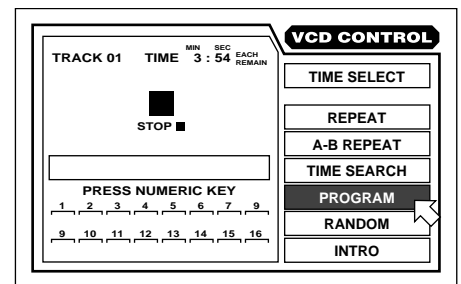 VCD CONTROL
TRACK 01 TIME MIN 3 : SEC 54 EACH REMAIN
STOP
PRESS NUMERIC KEY
1 2 3 4 5 6 7 9
9 10 11 12 13 14 15 16
TIME SELECT
REPEAT
A-B REPEAT
TIME SEARCH
PROGRAM
RANDOM
INTRO